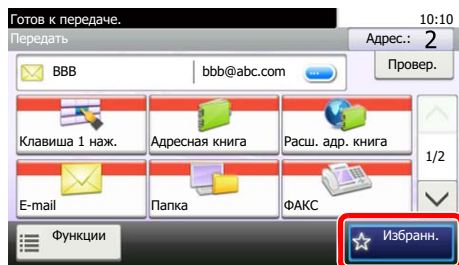 Готов к передаче. 10:10
Передать Адрес.: 2
BBB bbb@abc.com Провер.
Клавиша 1 наж. Адресная книга Расш. адр. книга
1/2
E-mail Папка ФАКС
Функции Избранн.